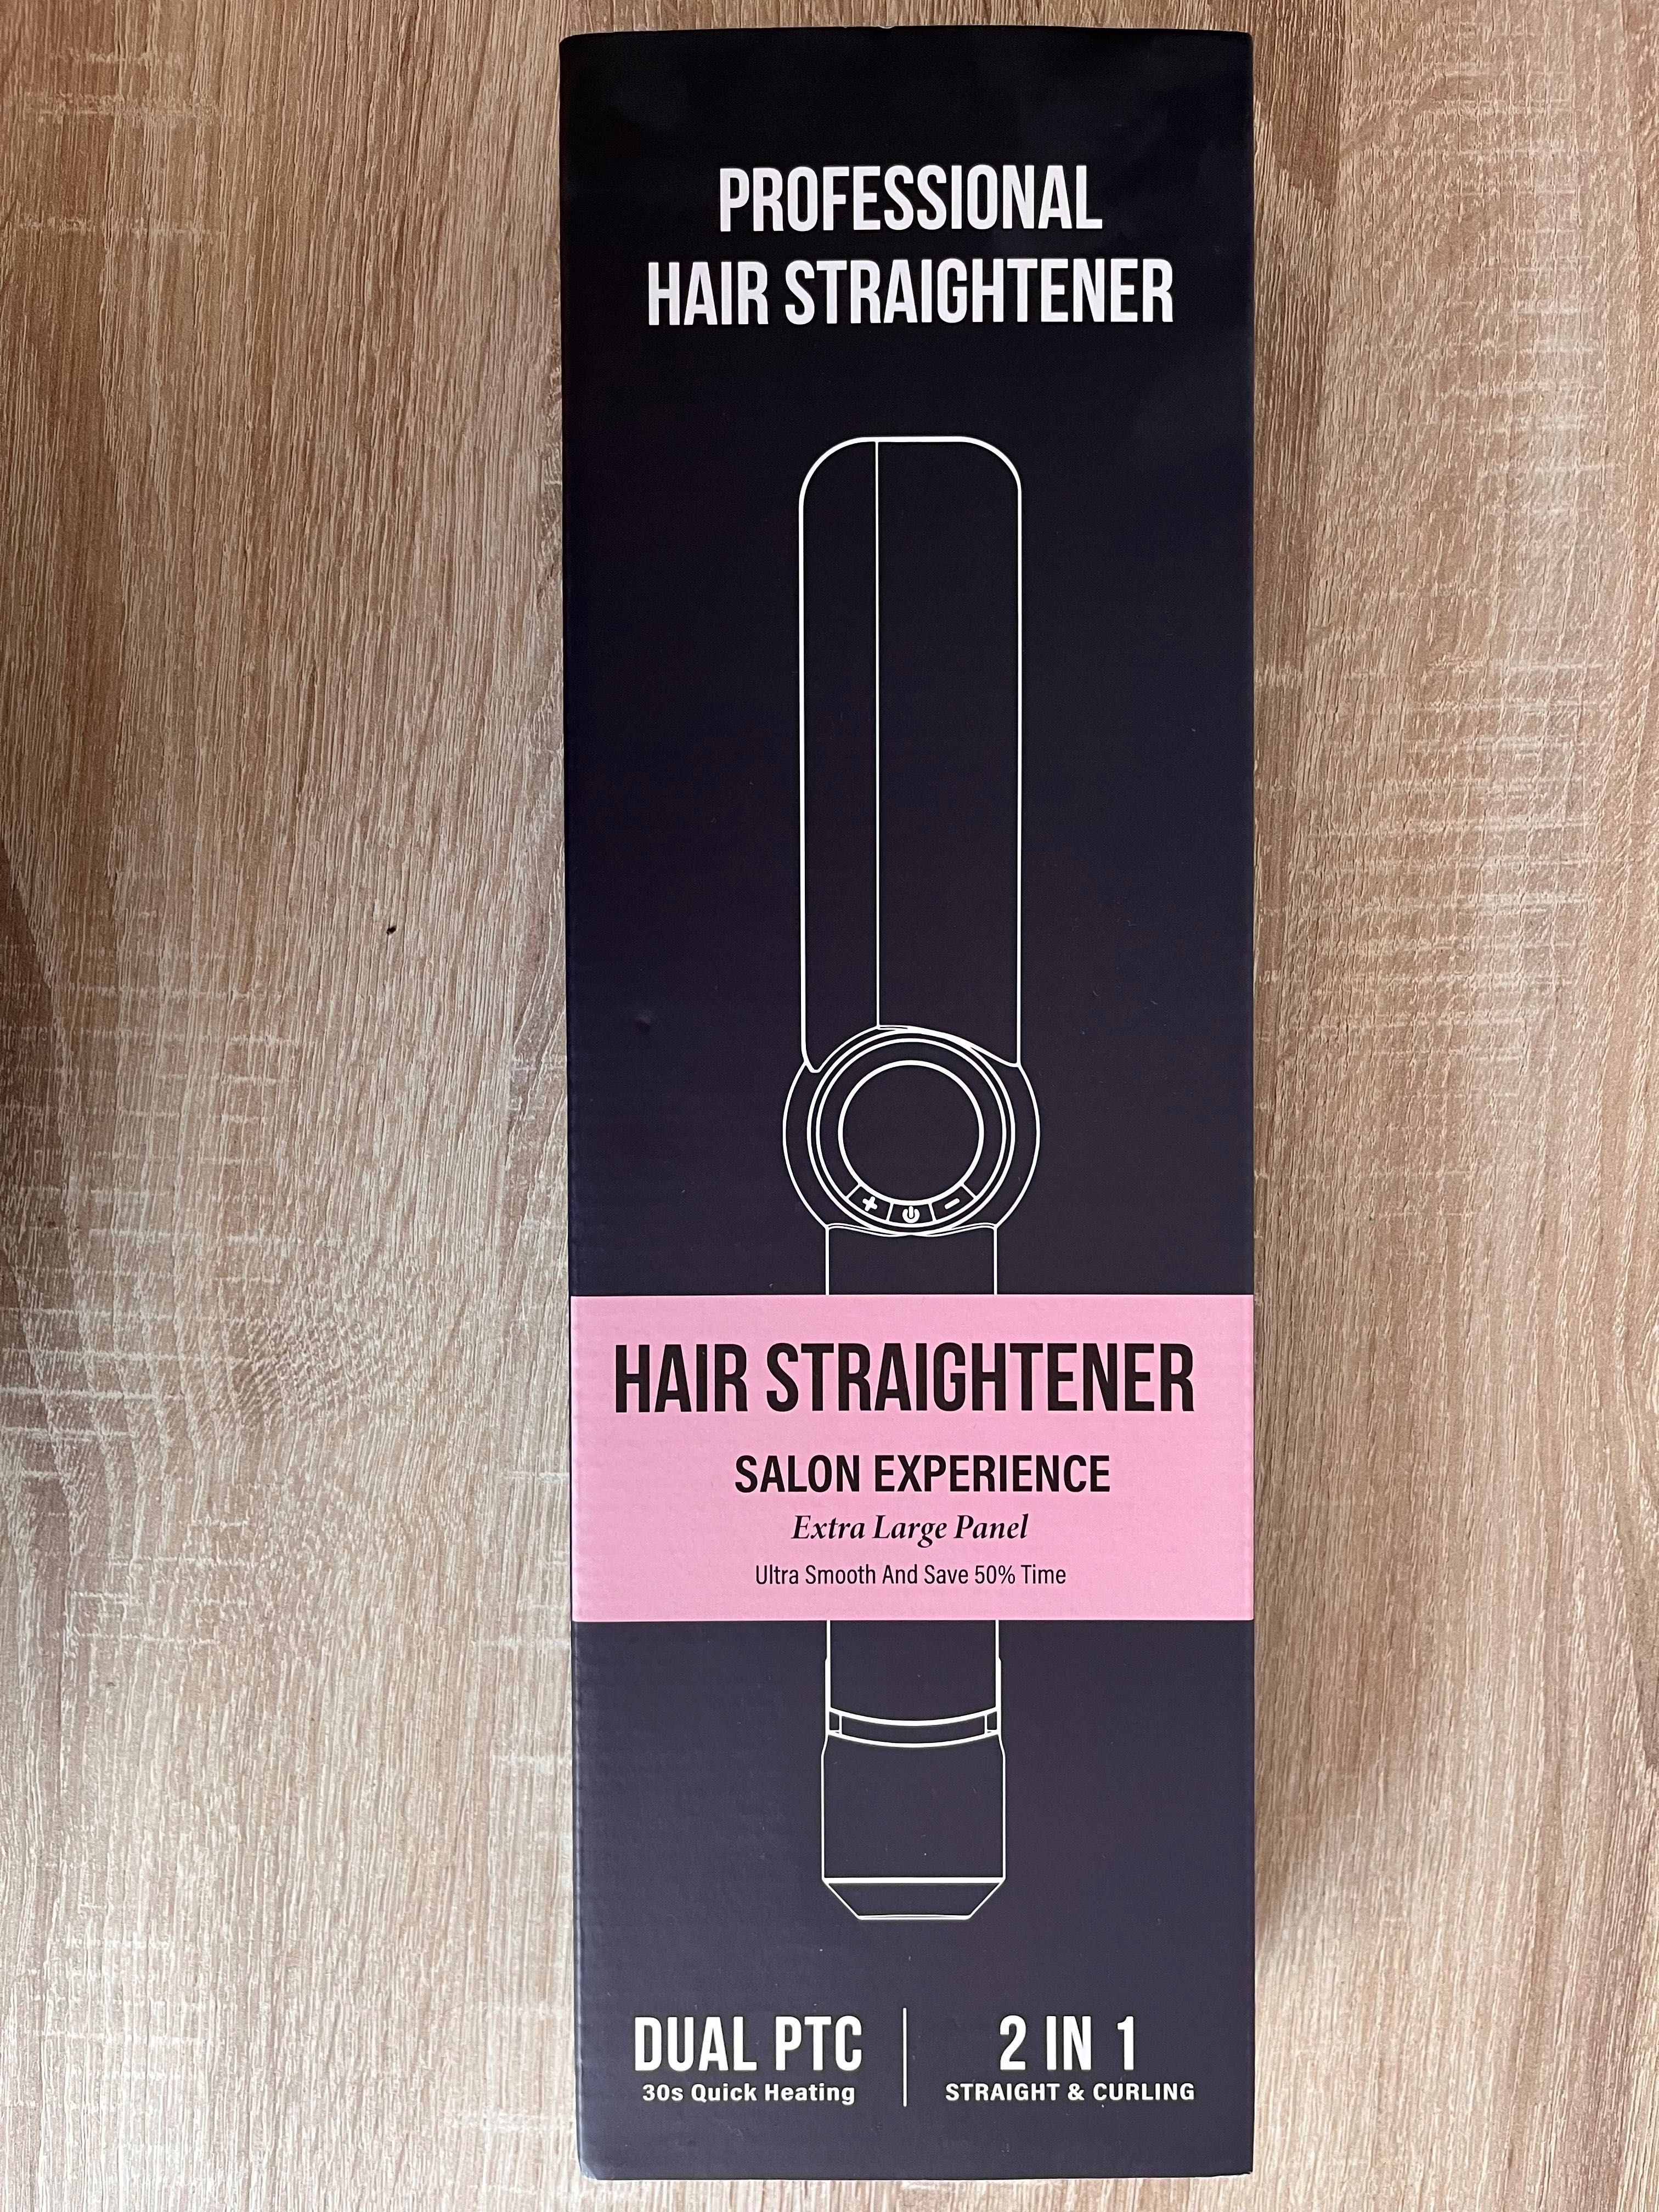 PROFESSIONAL
HAIR STRAIGHTENER
+ -
HAIR STRAIGHTENER
SALON EXPERIENCE
Extra Large Panel
Ultra Smooth And Save 50% Time
DUAL PTC
30s Quick Heating
2 IN 1
STRAIGHT & CURLING